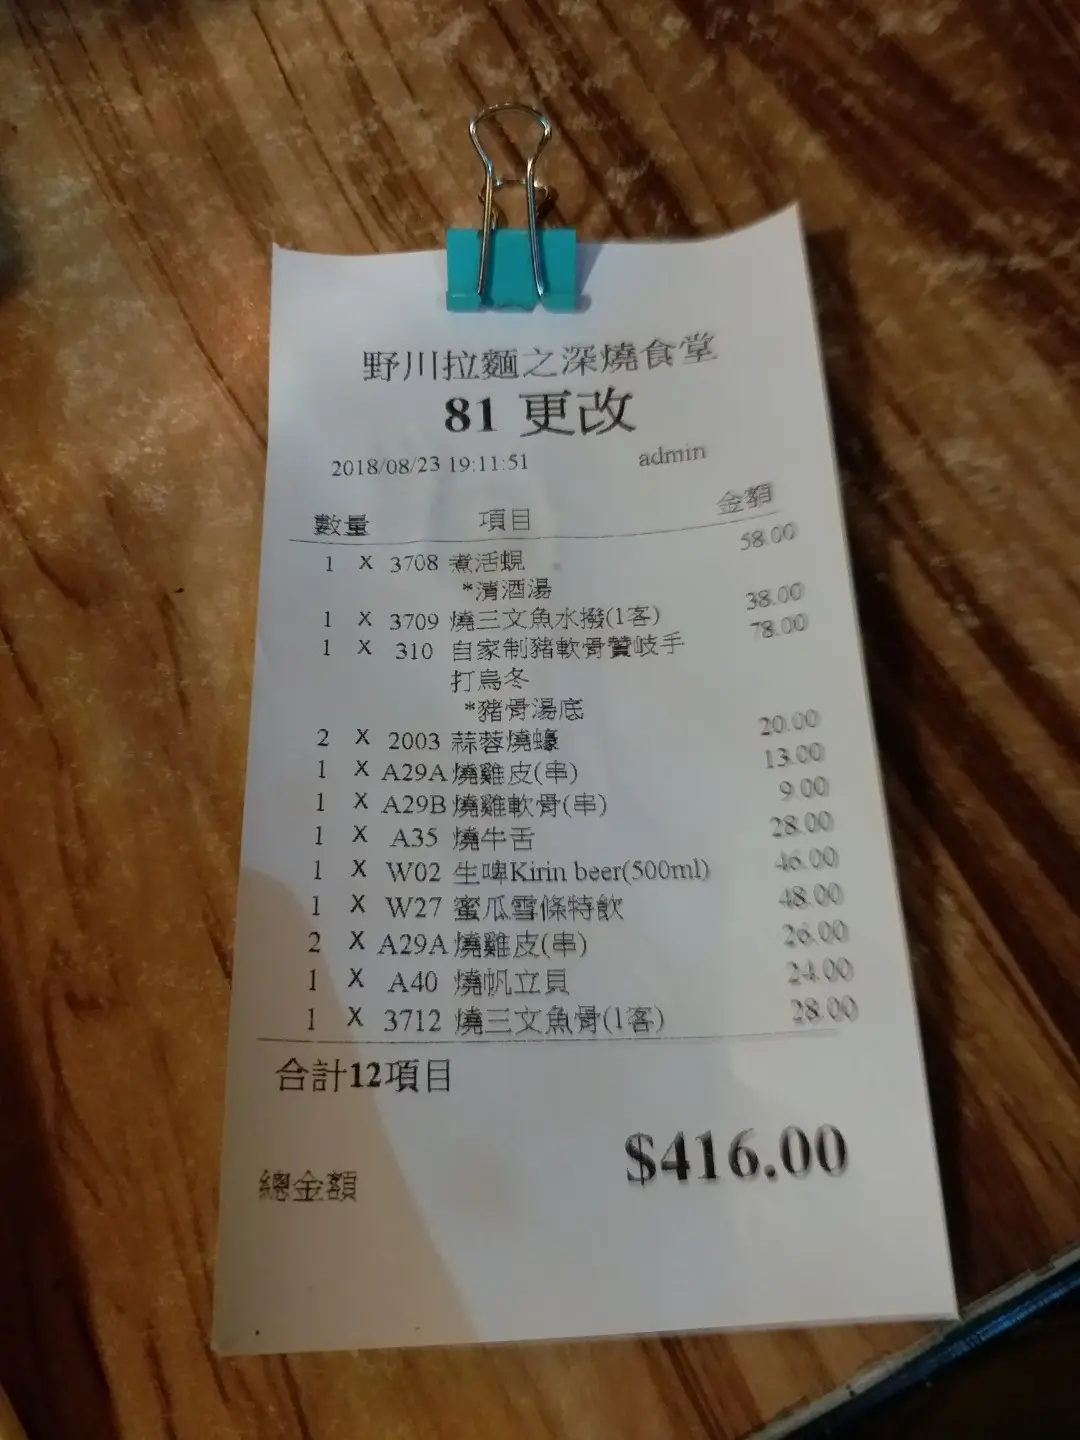 野川拉麵之深燒食堂
81 更改
2018/08/23 19:11:51 admin
數量 項目 金額
1 X 3708 煮活蜆 58.00
*清酒湯
1 X 3709 燒三文魚水撥(1客) 38.00
1 X 310 自家制豬軟骨贊岐手 78.00
打烏冬
*豬骨湯底
2 X 2003 蒜蓉燒蠔 20.00
1 X A29A 燒雞皮(串) 13.00
1 X A29B 燒雞軟骨(串) 9.00
1 X A35 燒牛舌 28.00
1 X W02 生啤Kirin beer(500ml) 46.00
1 X W27 蜜瓜雪條特飲 48.00
2 X A29A 燒雞皮(串) 26.00
1 X A40 燒帆立貝 24.00
1 X 3712 燒三文魚骨(1客) 28.00
合計12項目
總金額 $416.00